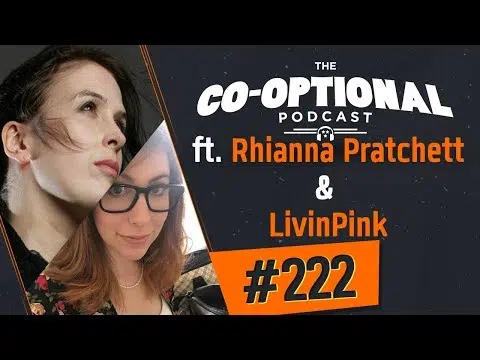 THE
CO-OPTIONAL
PODCAST
ft. Rhianna Pratchett
&
LivinPink
#222